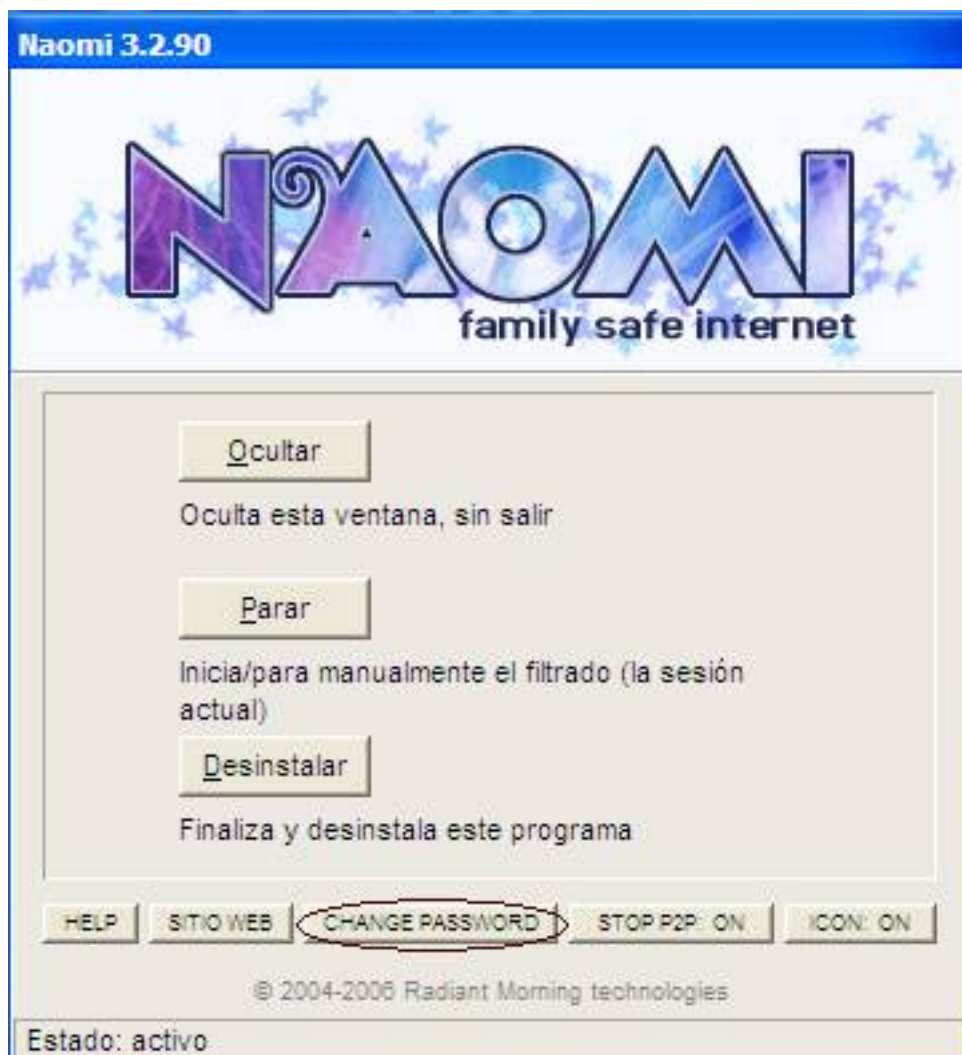 Naomi 3.2.90
NAOMI
family safe internet
Ocultar
Oculta esta ventana, sin salir
Parar
Inicia/para manualmente el filtrado (la sesión
actual)
Desinstalar
Finaliza y desinstala este programa
HELP SITIO WEB CHANGE PASSWORD STOP P2P: ON ICON: ON
© 2004-2006 Radiant Morning technologies
Estado: activo